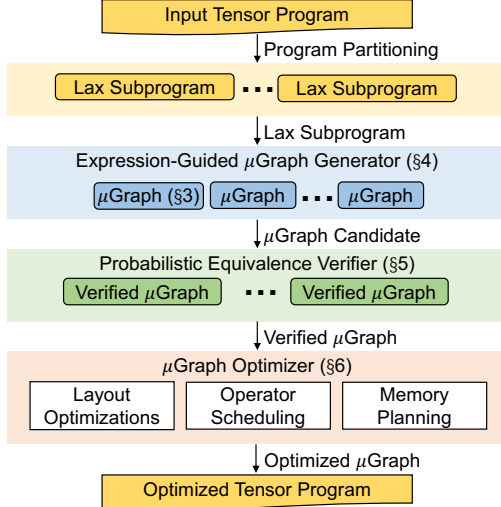 Input Tensor Program
Program Partitioning
Lax Subprogram ... Lax Subprogram
Lax Subprogram
Expression-Guided μGraph Generator (§4)
μGraph (§3) μGraph ... μGraph
μGraph Candidate
Probabilistic Equivalence Verifier (§5)
Verified μGraph ... Verified μGraph
Verified μGraph
μGraph Optimizer (§6)
Layout Optimizations
Operator Scheduling
Memory Planning
Optimized μGraph
Optimized Tensor Program